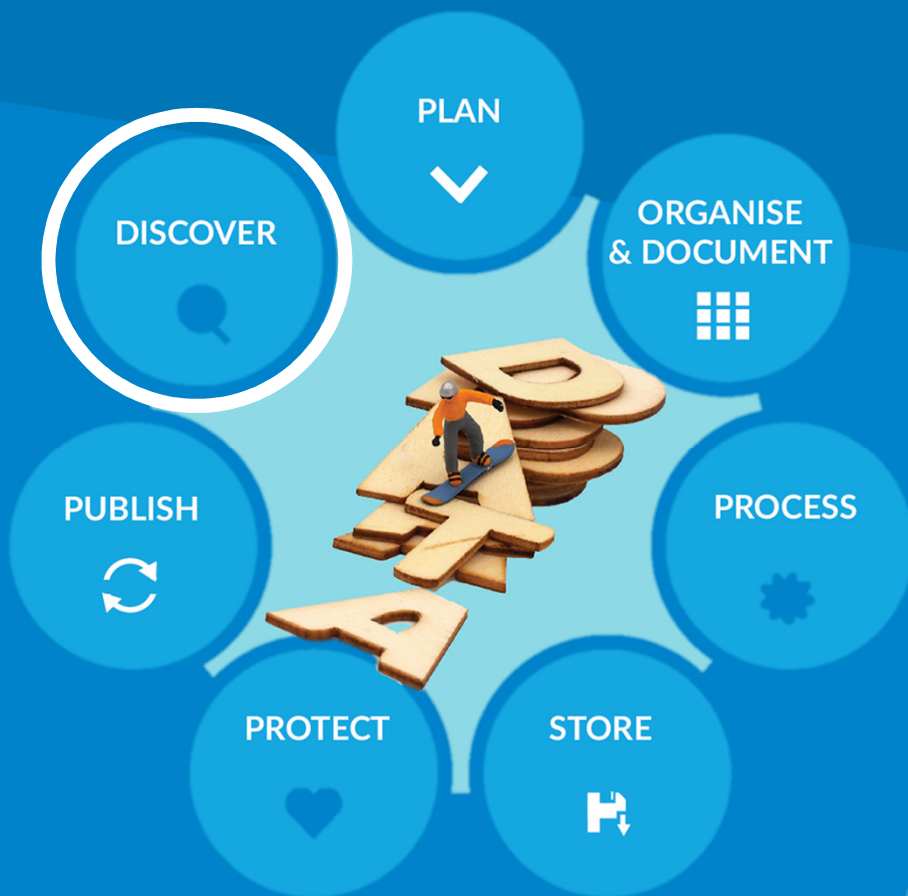 PLAN
ORGANISE
& DOCUMENT
PROCESS
STORE
PROTECT
PUBLISH
DISCOVER
DATA